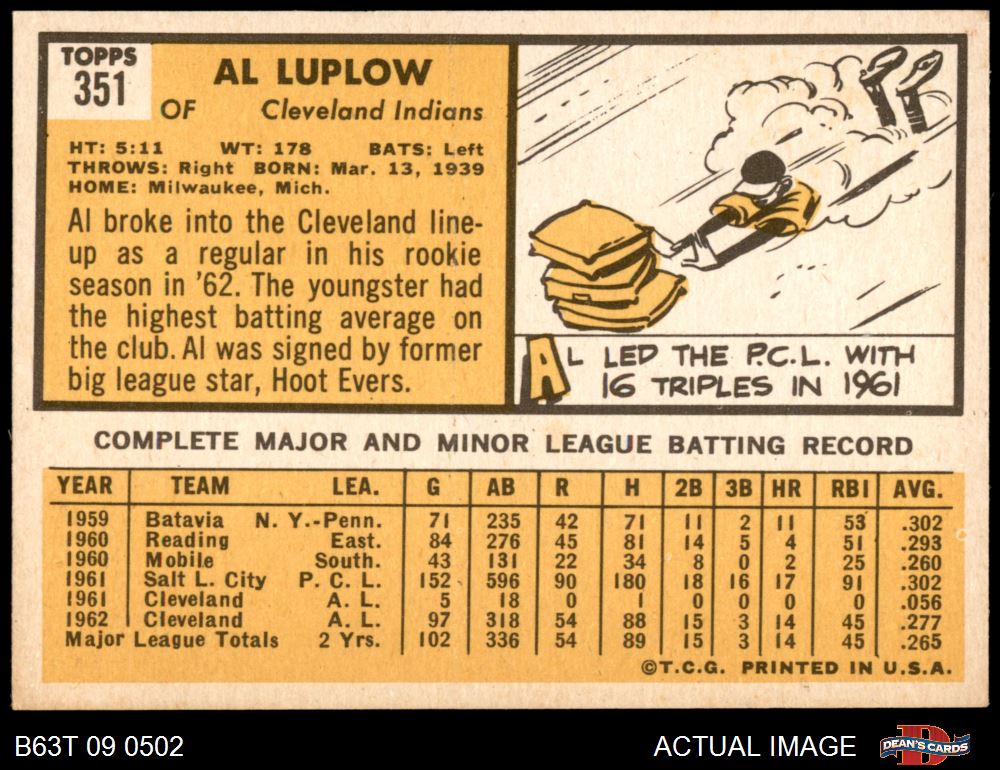 TOPPS
351
AL LUPLOW
OF Cleveland Indians
HT: 5:11 WT: 178 BATS: Left
THROWS: Right BORN: Mar. 13, 1939
HOME: Milwaukee, Mich.
Al broke into the Cleveland line-
up as a regular in his rookie
season in '62. The youngster had
the highest batting average on
the club. Al was signed by former
big league star, Hoot Evers.
AL LED THE P.C.L. WITH
16 TRIPLES IN 1961
COMPLETE MAJOR AND MINOR LEAGUE BATTING RECORD
YEAR TEAM LEA. G AB R H 2B 3B HR RBI AVG.
1959 Batavia N. Y.-Penn. 71 235 42 71 11 2 11 53 .302
1960 Reading East. 84 276 45 81 14 5 4 51 .293
1960 Mobile South. 43 131 22 34 8 0 2 25 .260
1961 Salt L. City P. C. L. 152 596 90 180 18 16 17 91 .302
1961 Cleveland A. L. 5 18 0 1 0 0 0 0 .056
1962 Cleveland A. L. 97 318 54 88 15 3 14 45 .277
Major League Totals 2 Yrs. 102 336 54 89 15 3 14 45 .265
©T.C.G. PRINTED IN U.S.A.
B63T 09 0502 ACTUAL IMAGE DEAN'S CARDS